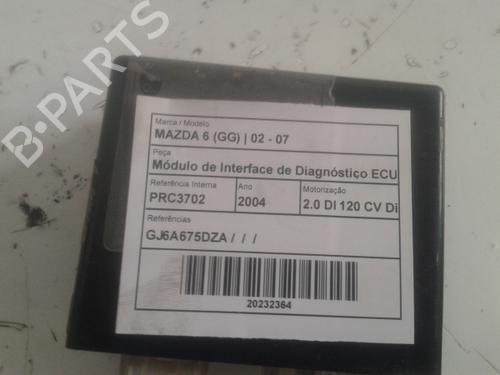 B-PARTS
Marca / Modelo
MAZDA 6 (GG) | 02 - 07
Peça
Módulo de Interface de Diagnóstico ECU
Referência Interna Ano Motorização
PRC3702 2004 2.0 DI 120 CV Di
Referências
GJ6A675DZA / / /
20232364